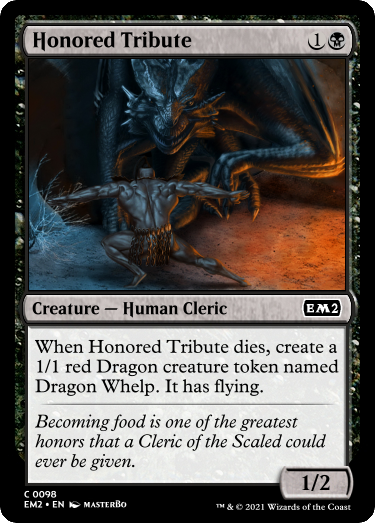 Honored Tribute 1
Creature — Human Cleric EM2
When Honored Tribute dies, create a
1/1 red Dragon creature token named
Dragon Whelp. It has flying.
Becoming food is one of the greatest
honors that a Cleric of the Scaled could
ever be given.
1/2
C 0098
EM2 • EN MASTERBO
™ & © 2021 Wizards of the Coast